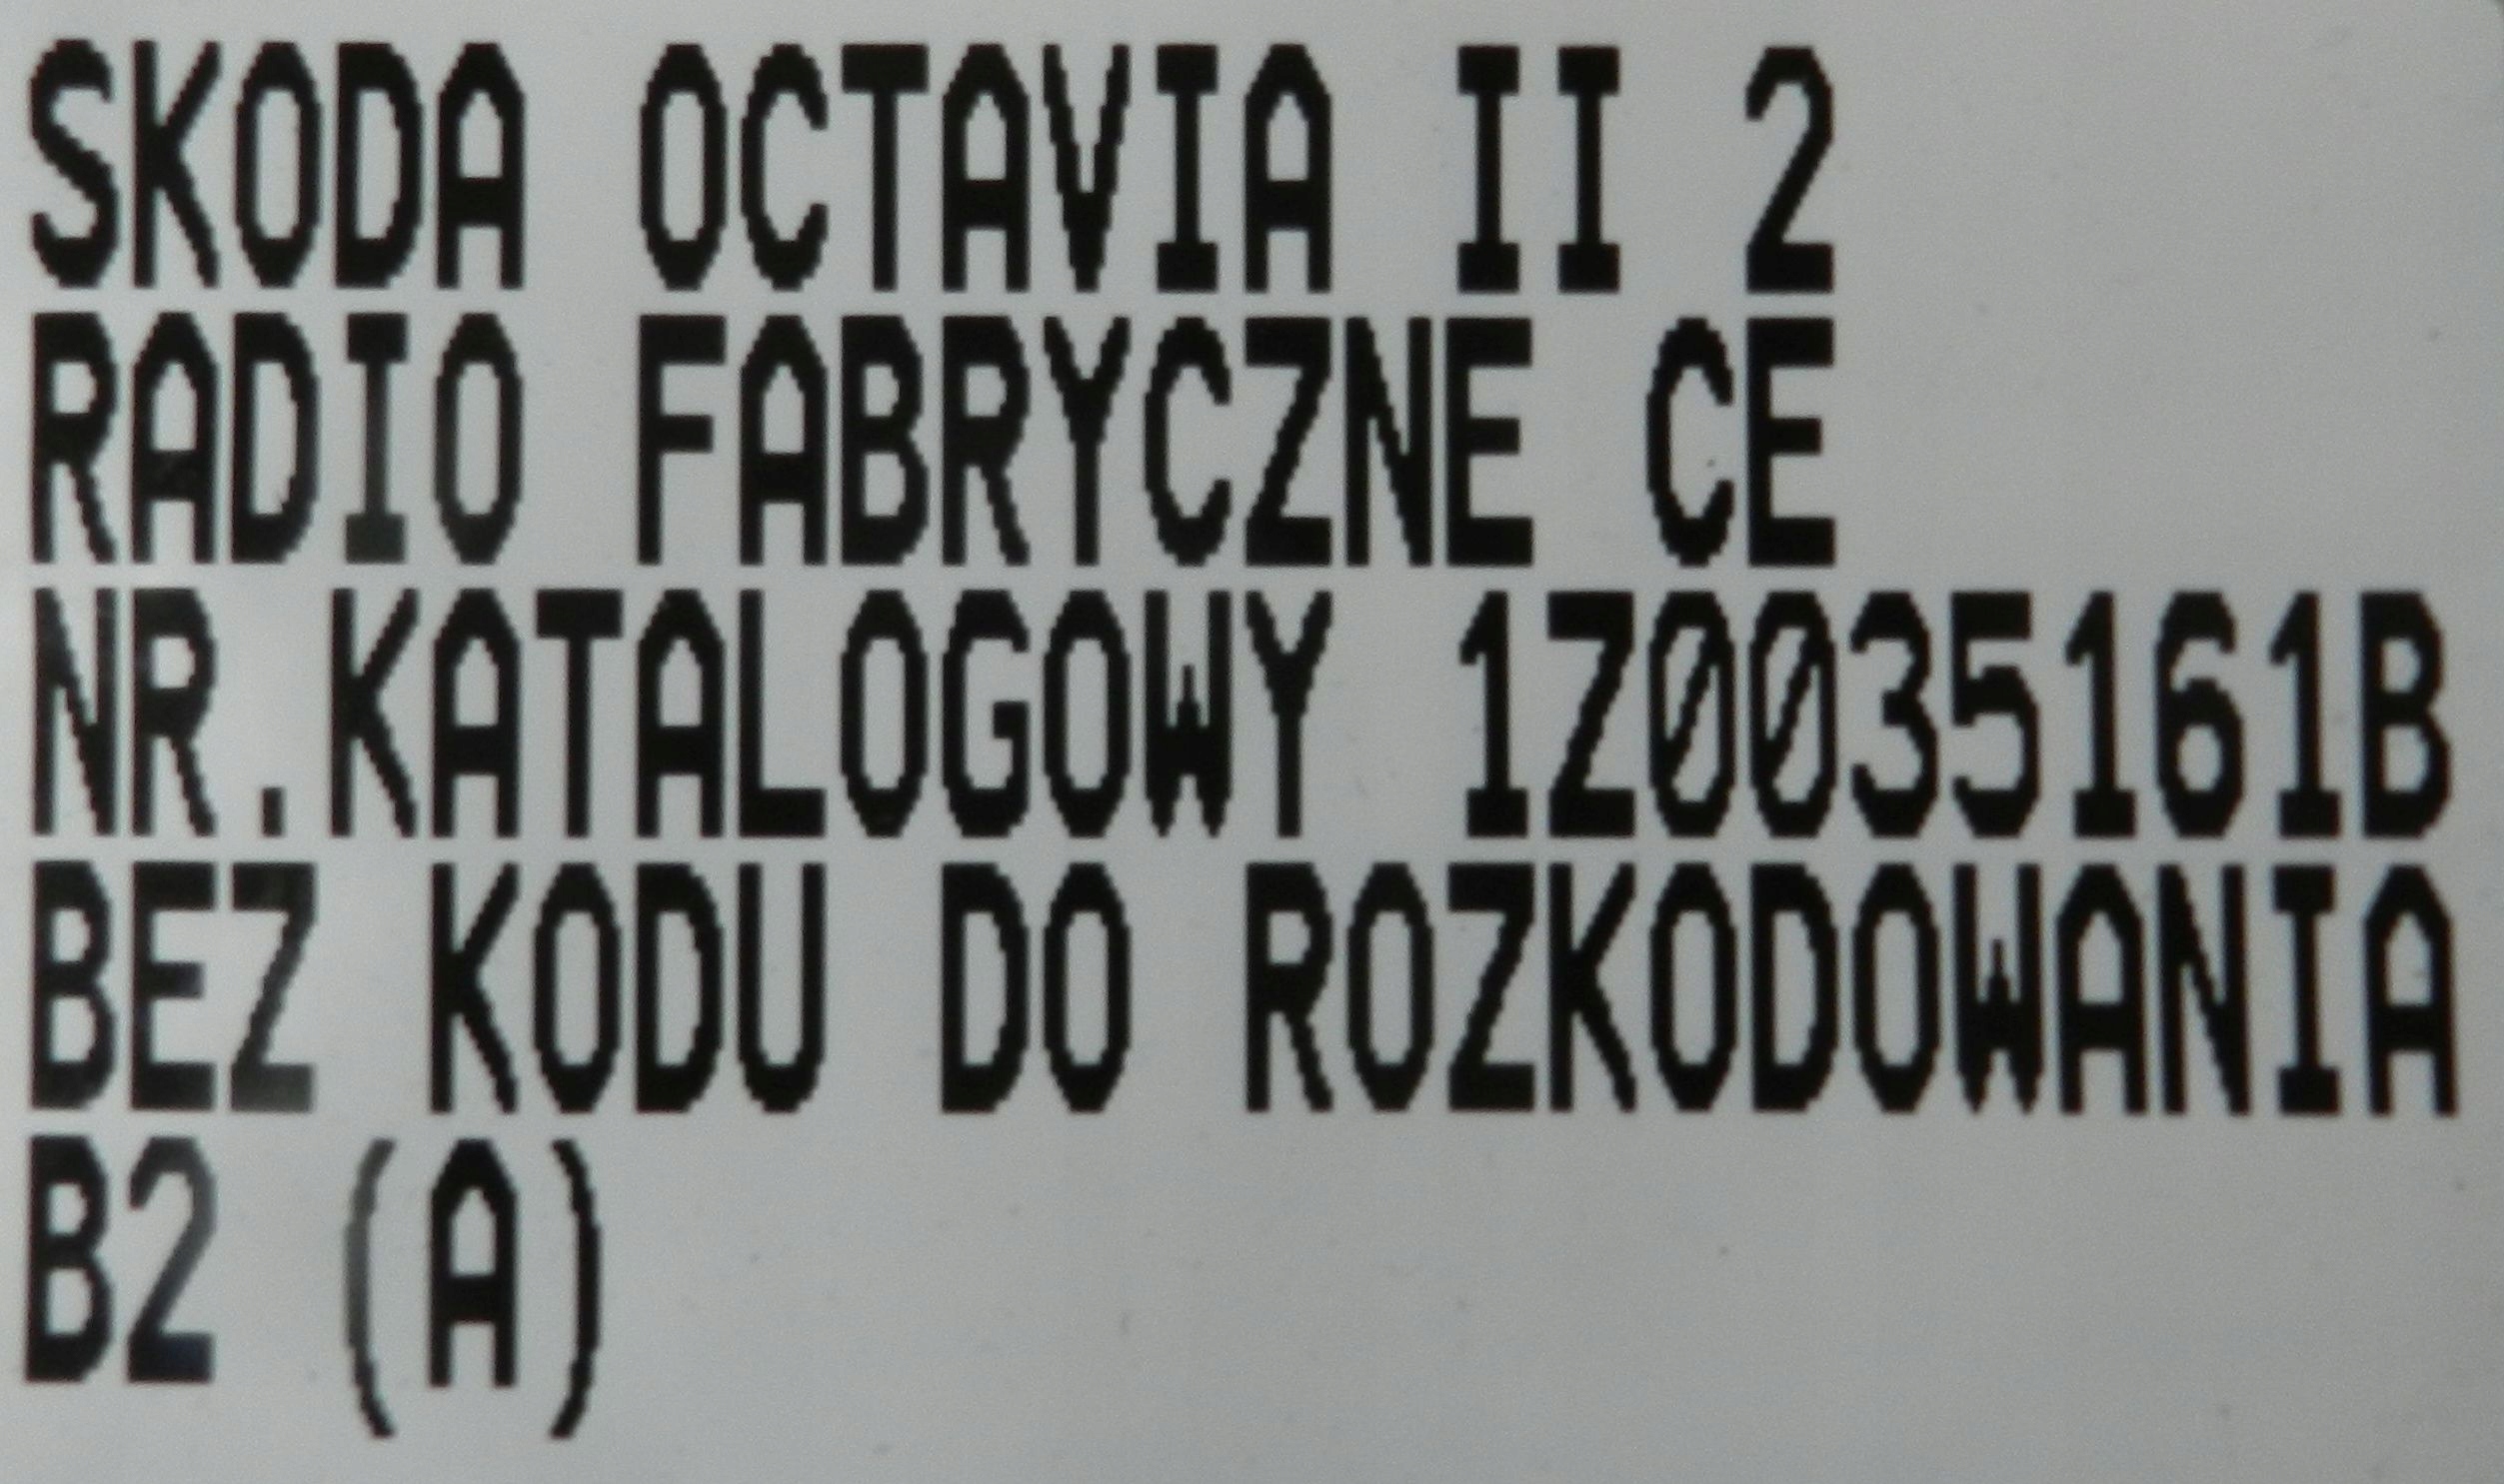 SKODA OCTAVIA II 2
RADIO FABRYCZNE CE
NR.KATALOGOWY 1Z0035161B
BEZ KODU DO ROZKODOWANIA
B2 (A)